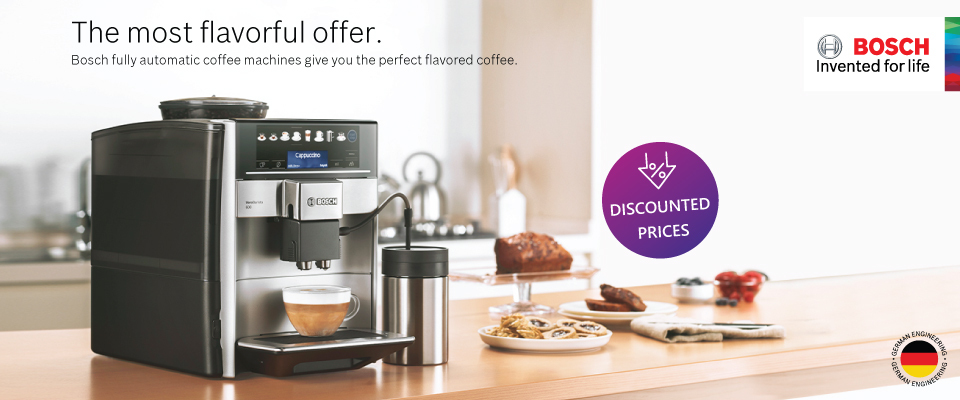 The most flavorful offer.
Bosch fully automatic coffee machines give you the perfect flavored coffee.
BOSCH
Invented for life
Cappuccino
BOSCH
%
DISCOUNTED
PRICES
GERMAN ENGINEERING
GERMAN ENGINEERING